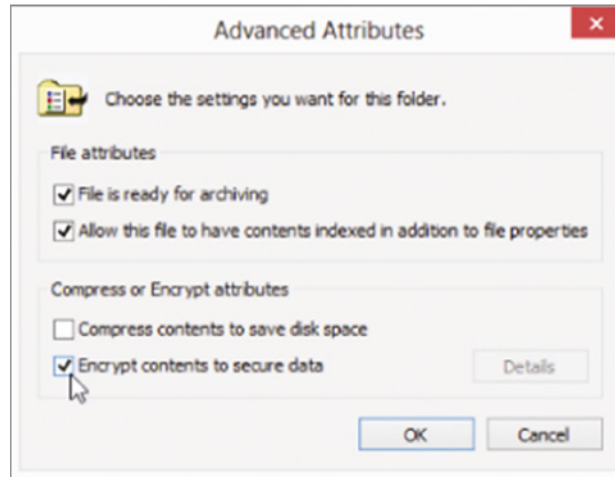 Advanced Attributes
Choose the settings you want for this folder.
File attributes
File is ready for archiving
Allow this file to have contents indexed in addition to file properties
Compress or Encrypt attributes
Compress contents to save disk space
Encrypt contents to secure data
Details
OK
Cancel